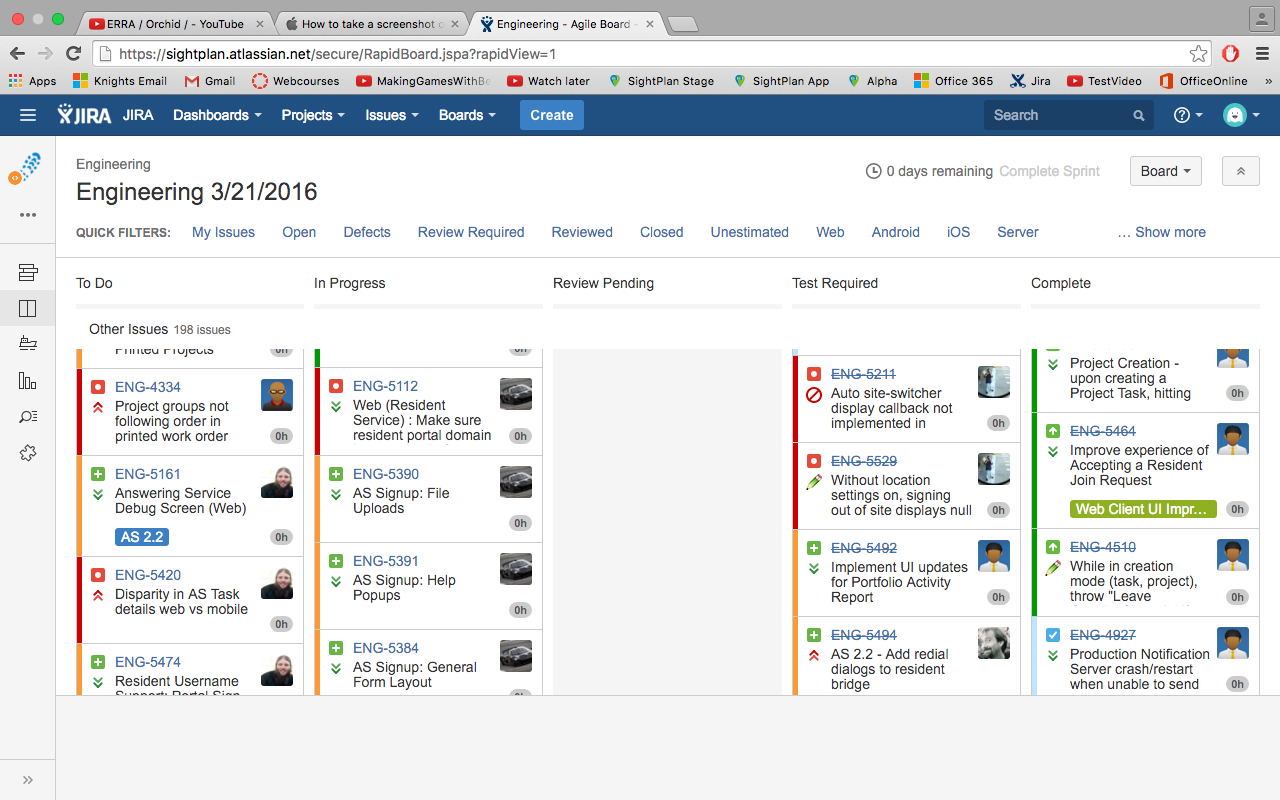 ERRA / Orchid / - YouTube
How to take a screenshot o
Engineering - Agile Board -
https://sightplan.atlassian.net/secure/RapidBoard.jspa?rapidView=1
Apps Knights Email Gmail Webcourses MakingGamesWithBe Watch later SightPlan Stage SightPlan App Alpha Office 365 Jira TestVideo OfficeOnline »
JIRA JIRA Dashboards Projects Issues Boards Create Search
Engineering
Engineering 3/21/2016
0 days remaining Complete Sprint Board
QUICK FILTERS: My Issues Open Defects Review Required Reviewed Closed Unestimated Web Android iOS Server … Show more
To Do In Progress Review Pending Test Required Complete
Other Issues 198 issues
Printed Projects
0h
ENG-4334
Project groups not
following order in
printed work order
0h
ENG-5161
Answering Service
Debug Screen (Web)
AS 2.2
0h
ENG-5420
Disparity in AS Task
details web vs mobile
0h
ENG-5474
Resident Username
Support: Portal Sign
0h
ENG-5112
Web (Resident
Service) : Make sure
resident portal domain
0h
ENG-5390
AS Signup: File
Uploads
0h
ENG-5391
AS Signup: Help
Popups
0h
ENG-5384
AS Signup: General
Form Layout
ENG-5211
Auto site-switcher
display callback not
implemented in
0h
ENG-5529
Without location
settings on, signing
out of site displays null
0h
ENG-5492
Implement UI updates
for Portfolio Activity
Report
0h
ENG-5494
AS 2.2 - Add redial
dialogs to resident
bridge
Project Creation -
upon creating a
Project Task, hitting
0h
ENG-5464
Improve experience of
Accepting a Resident
Join Request
Web Client UI Impr...
0h
ENG-4510
While in creation
mode (task, project),
throw "Leave
0h
ENG-4927
Production Notification
Server crash/restart
when unable to send
0h